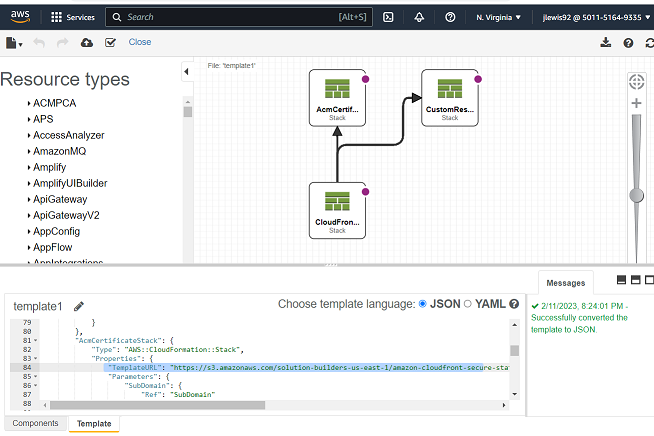 aws Services Search [Alt+S] N. Virginia jlewis92 @ 5011-5164-9335
Close
Resource types
ACMPCA
APS
AccessAnalyzer
AmazonMQ
Amplify
AmplifyUIBuilder
ApiGateway
ApiGatewayV2
AppConfig
AppFlow
AppIntegrations
File: 'template1'
AcmCertif...
Stack
CustomRes...
Stack
CloudFron...
Stack
template1
Choose template language: JSON YAML
79 }
80 },
81 "AcmCertificateStack": {
82 "Type": "AWS::CloudFormation::Stack",
83 "Properties": {
84 "TemplateURL": "https://s3.amazonaws.com/solution-builders-us-east-1/amazon-cloudfront-secure-sta
85 "Parameters": {
86 "SubDomain": {
87 "Ref": "SubDomain"
88
Components Template
Messages
2/11/2023, 8:24:01 PM -
Successfully converted the
template to JSON.